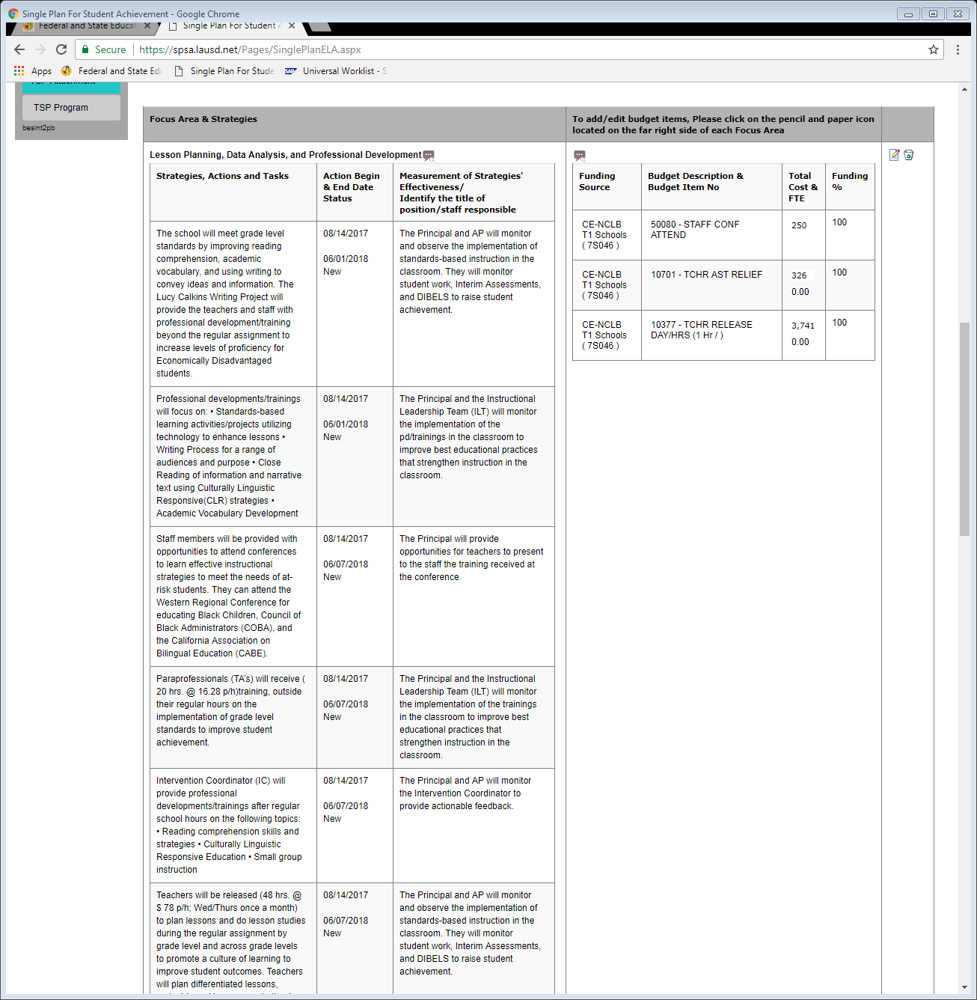 Single Plan For Student Achievement - Google Chrome
Federal and State Educat
Single Plan For Student A
Secure
https://spsa.lausd.net/Pages/SinglePlanELA.aspx
Apps
Federal and State Edu
Single Plan For Stude
Universal Worklist - S
TSP Attachment
TSP Program
besint2pb
Focus Area & Strategies
To add/edit budget items, Please click on the pencil and paper icon
located on the far right side of each Focus Area
Lesson Planning, Data Analysis, and Professional Development
Strategies, Actions and Tasks
Action Begin
& End Date
Status
Measurement of Strategies'
Effectiveness/
Identify the title of
position/staff responsible
The school will meet grade level
standards by improving reading
comprehension, academic
vocabulary, and using writing to
convey ideas and information. The
Lucy Calkins Writing Project will
provide the teachers and staff with
professional development/training
beyond the regular assignment to
increase levels of proficiency for
Economically Disadvantaged
students.
08/14/2017
06/01/2018
New
The Principal and AP will monitor
and observe the implementation of
standards-based instruction in the
classroom. They will monitor
student work, Interim Assessments,
and DIBELS to raise student
achievement.
Professional developments/trainings
will focus on: • Standards-based
learning activities/projects utilizing
technology to enhance lessons •
Writing Process for a range of
audiences and purpose • Close
Reading of information and narrative
text using Culturally Linguistic
Responsive(CLR) strategies •
Academic Vocabulary Development
08/14/2017
06/01/2018
New
The Principal and the Instructional
Leadership Team (ILT) will monitor
the implementation of the
pd/trainings in the classroom to
improve best educational practices
that strengthen instruction in the
classroom.
Staff members will be provided with
opportunities to attend conferences
to learn effective instructional
strategies to meet the needs of at-
risk students. They can attend the
Western Regional Conference for
educating Black Children, Council of
Black Administrators (COBA), and
the California Association on
Bilingual Education (CABE).
08/14/2017
06/07/2018
New
The Principal will provide
opportunities for teachers to present
to the staff the training received at
the conference.
Paraprofessionals (TA's) will receive (
20 hrs. @ 16.28 p/h)training, outside
their regular hours on the
implementation of grade level
standards to improve student
achievement.
08/14/2017
06/07/2018
New
The Principal and the Instructional
Leadership Team (ILT) will monitor
the implementation of the trainings
in the classroom to improve best
educational practices that
strengthen instruction in the
classroom.
Intervention Coordinator (IC) will
provide professional
developments/trainings after regular
school hours on the following topics:
• Reading comprehension skills and
strategies • Culturally Linguistic
Responsive Education • Small group
instruction
08/14/2017
06/07/2018
New
The Principal and AP will monitor
the Intervention Coordinator to
provide actionable feedback.
Teachers will be released (48 hrs. @
$ 78 p/h; Wed/Thurs once a month)
to plan lessons and do lesson studies
during the regular assignment by
grade level and across grade levels
to promote a culture of learning to
improve student outcomes. Teachers
will plan differentiated lessons,
08/14/2017
06/07/2018
New
The Principal and AP will monitor
and observe the implementation of
standards-based instruction in the
classroom. They will monitor
student work, Interim Assessments,
and DIBELS to raise student
achievement.
Funding
Source
Budget Description &
Budget Item No
Total
Cost &
FTE
Funding
%
CE-NCLB
T1 Schools
( 7S046 )
50080 - STAFF CONF
ATTEND
250
100
CE-NCLB
T1 Schools
( 7S046 )
10701 - TCHR AST RELIEF
326
0.00
100
CE-NCLB
T1 Schools
( 7S046 )
10377 - TCHR RELEASE
DAY/HRS (1 Hr / )
3,741
0.00
100